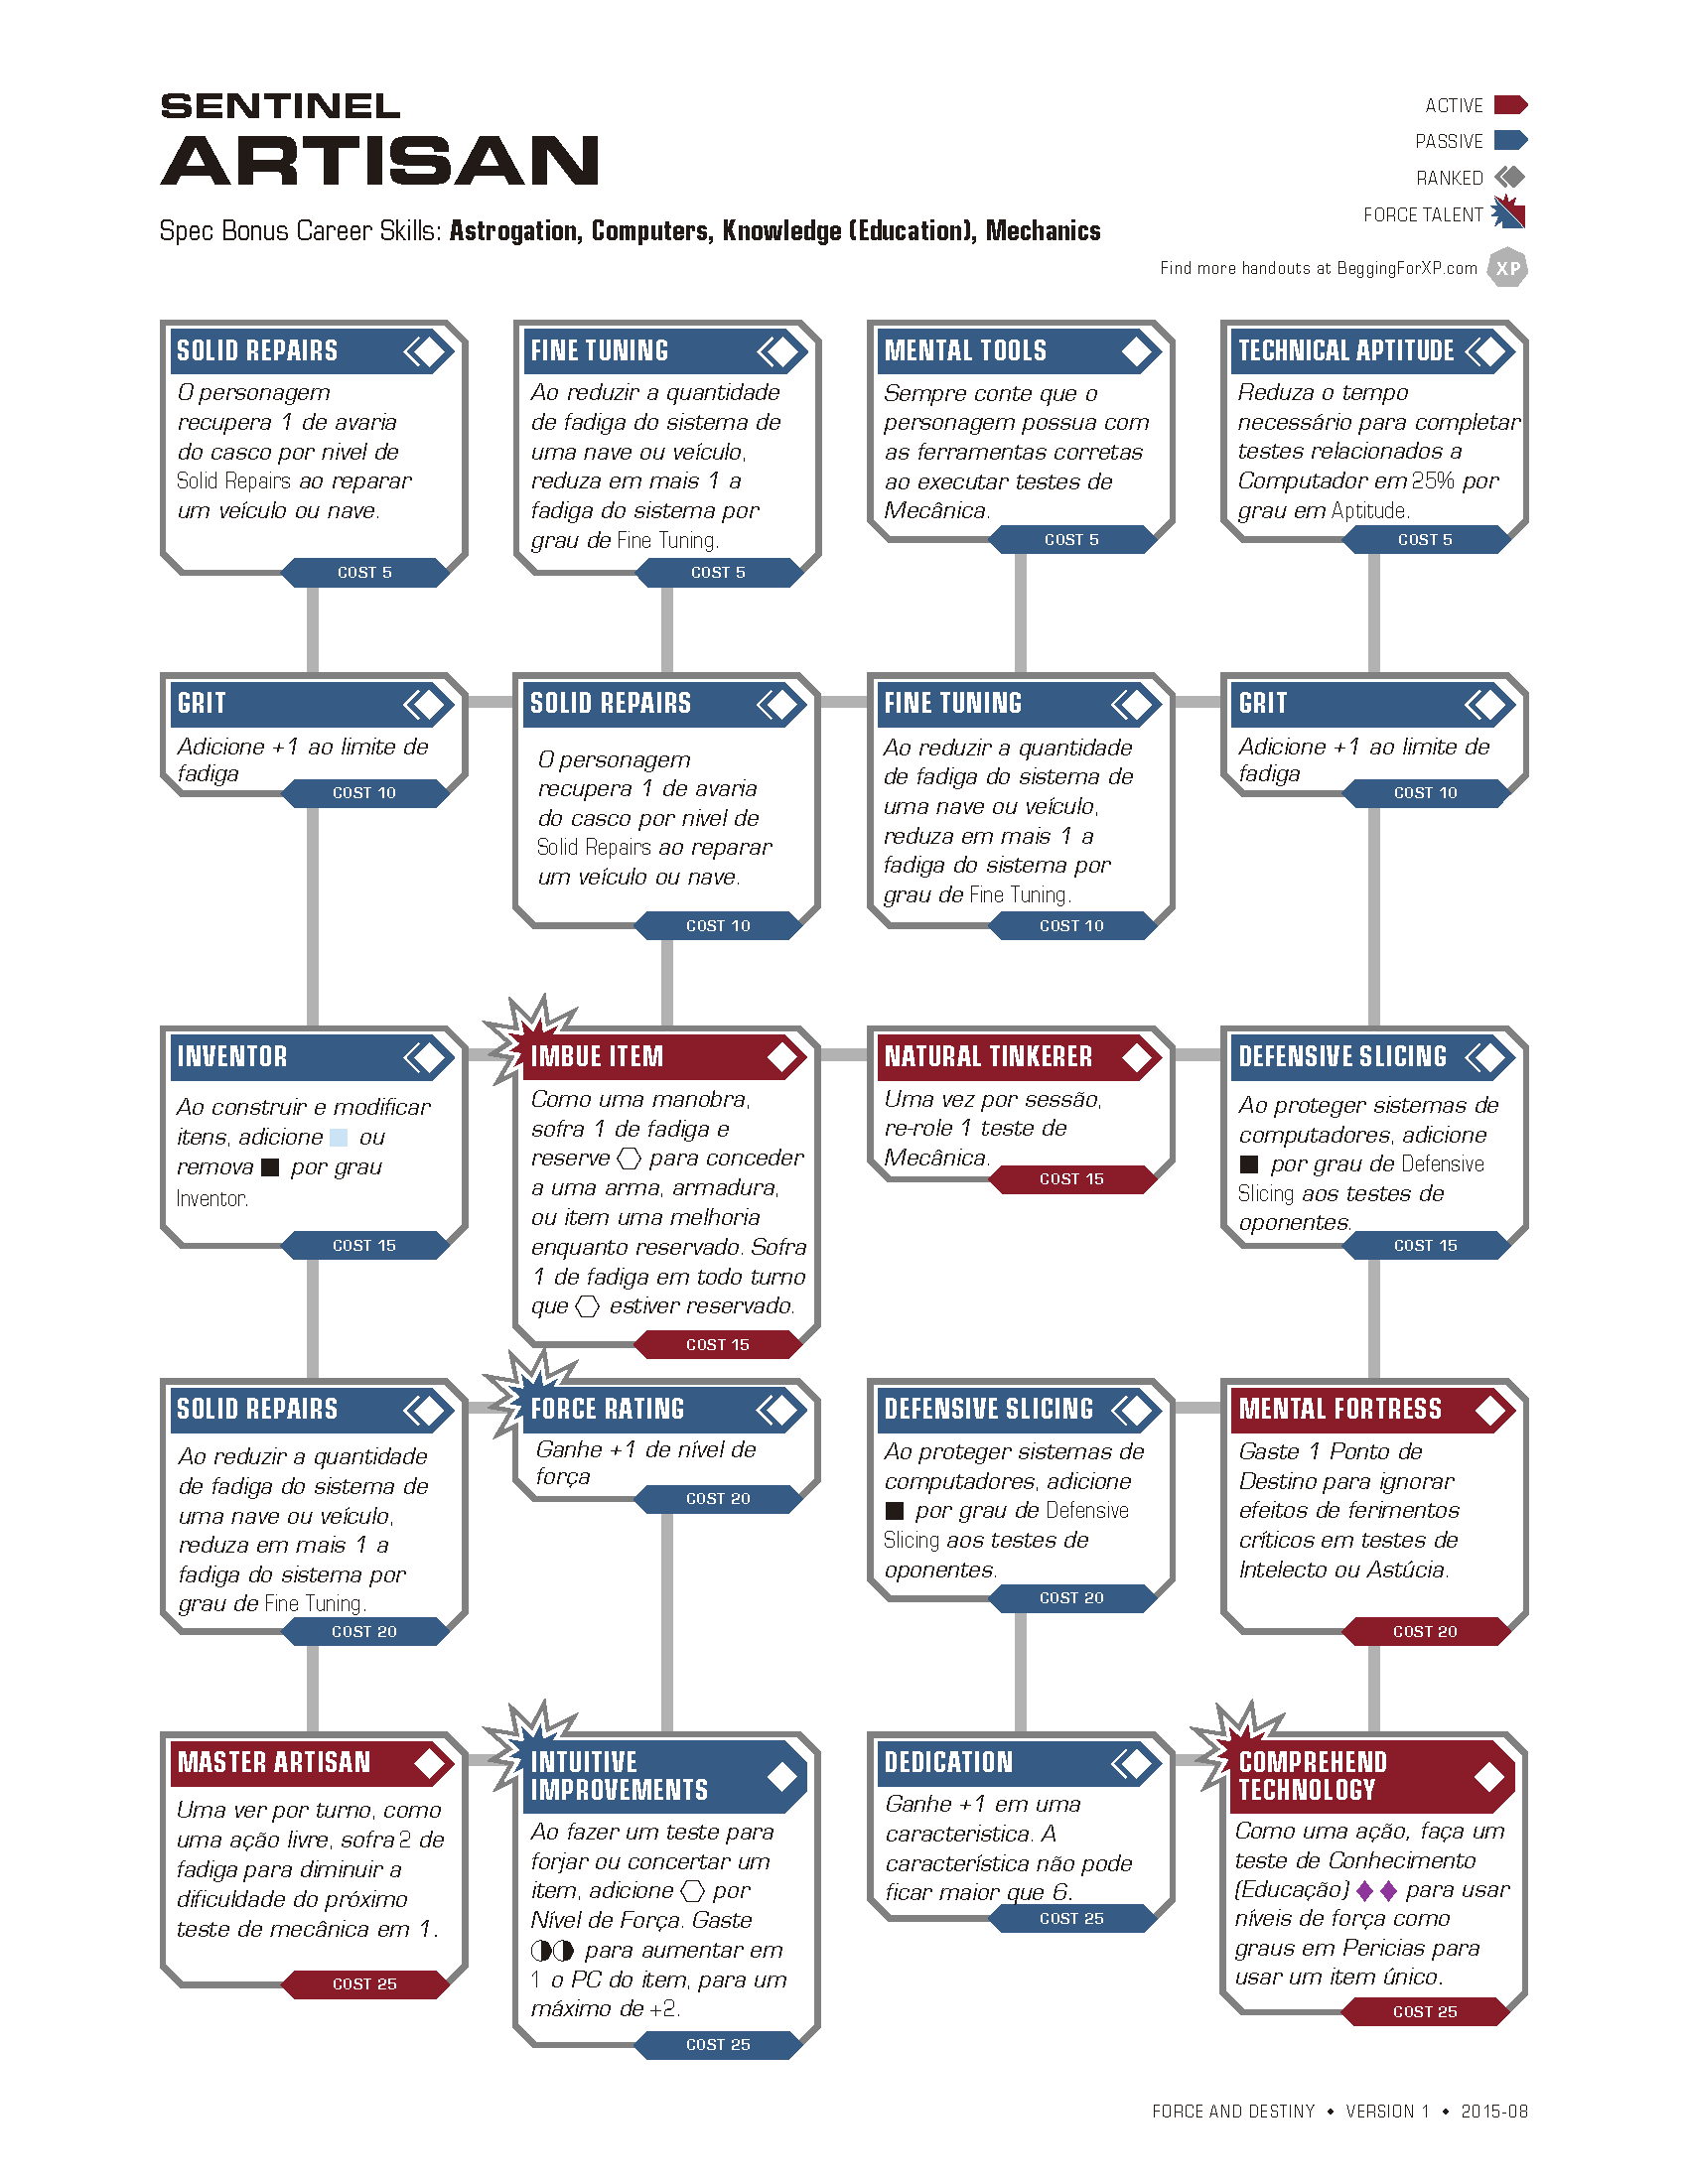 SENTINEL
ARTISAN
Spec Bonus Career Skills: Astrogation, Computers, Knowledge (Education), Mechanics
ACTIVE
PASSIVE
RANKED
FORCE TALENT
Find more handouts at BeggingForXP.com XP
SOLID REPAIRS
O personagem
recupera 1 de avaria
do casco por nivel de
Solid Repairs ao reparar
um veículo ou nave.
COST 5
FINE TUNING
Ao reduzir a quantidade
de fadiga do sistema de
uma nave ou veículo,
reduza em mais 1 a
fadiga do sistema por
grau de Fine Tuning.
COST 5
MENTAL TOOLS
Sempre conte que o
personagem possua com
as ferramentas corretas
ao executar testes de
Mecânica.
COST 5
TECHNICAL APTITUDE
Reduza o tempo
necessário para completar
testes relacionados a
Computador em 25% por
grau em Aptitude.
COST 5
GRIT
Adicione +1 ao limite de
fadiga
COST 10
SOLID REPAIRS
O personagem
recupera 1 de avaria
do casco por nivel de
Solid Repairs ao reparar
um veículo ou nave.
COST 10
FINE TUNING
Ao reduzir a quantidade
de fadiga do sistema de
uma nave ou veículo,
reduza em mais 1 a
fadiga do sistema por
grau de Fine Tuning.
COST 10
GRIT
Adicione +1 ao limite de
fadiga
COST 10
INVENTOR
Ao construir e modificar
itens, adicione ou
remova por grau
Inventor.
COST 15
IMBUE ITEM
Como uma manobra,
sofra 1 de fadiga e
reserve para conceder
a uma arma, armadura,
ou item uma melhoria
enquanto reservado. Sofra
1 de fadiga em todo turno
que estiver reservado.
COST 15
NATURAL TINKERER
Uma vez por sessão,
re-role 1 teste de
Mecânica.
COST 15
DEFENSIVE SLICING
Ao proteger sistemas de
computadores, adicione
por grau de Defensive
Slicing aos testes de
oponentes.
COST 15
SOLID REPAIRS
Ao reduzir a quantidade
de fadiga do sistema de
uma nave ou veículo,
reduza em mais 1 a
fadiga do sistema por
grau de Fine Tuning.
COST 20
FORCE RATING
Ganhe +1 de nível de
força
COST 20
DEFENSIVE SLICING
Ao proteger sistemas de
computadores, adicione
por grau de Defensive
Slicing aos testes de
oponentes.
COST 20
MENTAL FORTRESS
Gaste 1 Ponto de
Destino para ignorar
efeitos de ferimentos
críticos em testes de
Intelecto ou Astúcia.
COST 20
MASTER ARTISAN
Uma ver por turno, como
uma ação livre, sofra 2 de
fadiga para diminuir a
dificuldade do próximo
teste de mecânica em 1.
COST 25
INTUITIVE
IMPROVEMENTS
Ao fazer um teste para
forjar ou concertar um
item, adicione por
Nível de Força. Gaste
para aumentar em
1 o PC do item, para um
máximo de +2.
COST 25
DEDICATION
Ganhe +1 em uma
caracteristica. A
característica não pode
ficar maior que 6.
COST 25
COMPREHEND
TECHNOLOGY
Como uma ação, faça um
teste de Conhecimento
(Educação) para usar
níveis de força como
graus em Pericias para
usar um item único.
COST 25
FORCE AND DESTINY • VERSION 1 • 2015-08